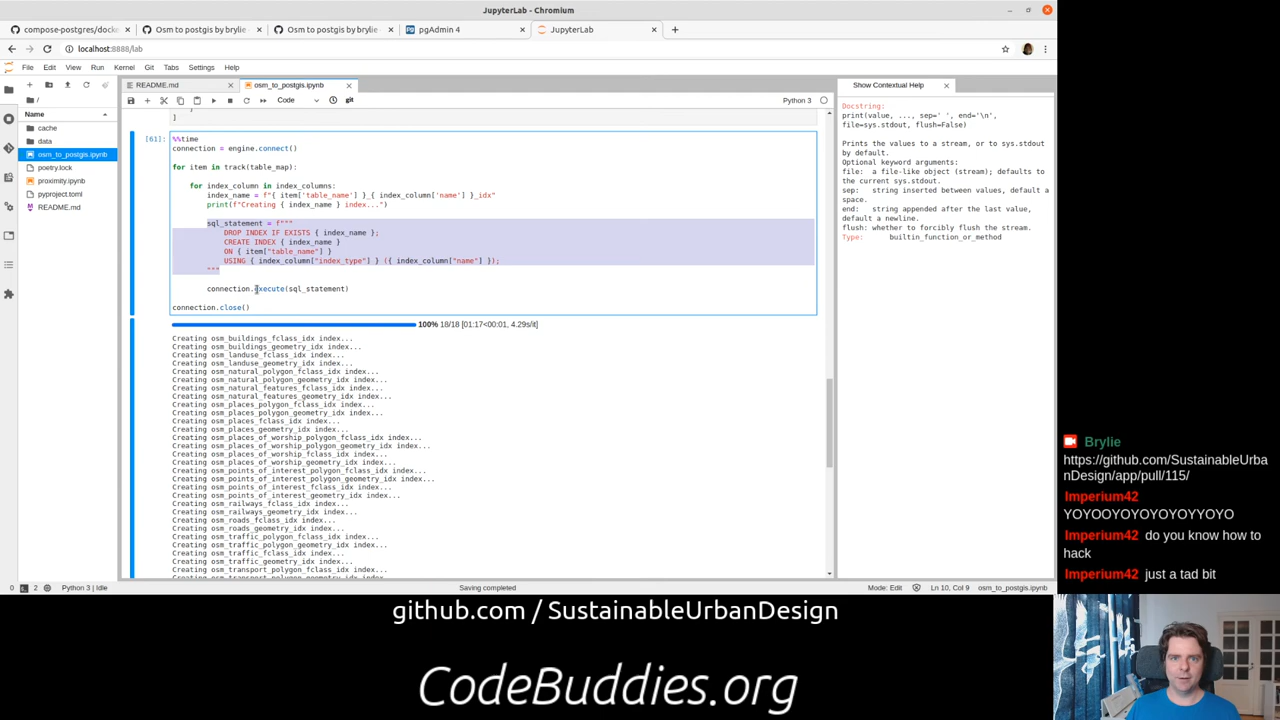 JupyterLab - Chromium
compose-postgres/docke
Osm to postgis by brylie
Osm to postgis by brylie
pgAdmin 4
JupyterLab
localhost:8888/lab
File Edit View Run Kernel Git Tabs Settings Help
README.md
osm_to_postgis.ipynb
Show Contextual Help
Code
git
Python 3
/
Name
cache
data
osm_to_postgis.ipynb
poetry.lock
proximity.ipynb
pyproject.toml
README.md
]
[61]:
%%time
connection = engine.connect()
for item in track(table_map):
for index_column in index_columns:
index_name = f"{ item['table_name'] }_{ index_column['name'] }_idx"
print(f"Creating { index_name } index...")
sql_statement = f"""
DROP INDEX IF EXISTS { index_name };
CREATE INDEX { index_name }
ON { item["table_name"] }
USING { index_column["index_type"] } ({ index_column["name"] });
"""
connection.execute(sql_statement)
connection.close()
100% 18/18 [01:17<00:01, 4.29s/it]
Creating osm_buildings_fclass_idx index...
Creating osm_buildings_geometry_idx index...
Creating osm_landuse_fclass_idx index...
Creating osm_landuse_geometry_idx index...
Creating osm_natural_polygon_fclass_idx index...
Creating osm_natural_polygon_geometry_idx index...
Creating osm_natural_features_fclass_idx index...
Creating osm_natural_features_geometry_idx index...
Creating osm_places_polygon_fclass_idx index...
Creating osm_places_polygon_geometry_idx index...
Creating osm_places_fclass_idx index...
Creating osm_places_geometry_idx index...
Creating osm_places_of_worship_polygon_fclass_idx index...
Creating osm_places_of_worship_polygon_geometry_idx index...
Creating osm_places_of_worship_fclass_idx index...
Creating osm_places_of_worship_geometry_idx index...
Creating osm_points_of_interest_polygon_fclass_idx index...
Creating osm_points_of_interest_polygon_geometry_idx index...
Creating osm_points_of_interest_fclass_idx index...
Creating osm_points_of_interest_geometry_idx index...
Creating osm_railways_fclass_idx index...
Creating osm_railways_geometry_idx index...
Creating osm_roads_fclass_idx index...
Creating osm_roads_geometry_idx index...
Creating osm_traffic_polygon_fclass_idx index...
Creating osm_traffic_polygon_geometry_idx index...
Creating osm_traffic_fclass_idx index...
Creating osm_traffic_geometry_idx index...
Creating osm_transport_polygon_fclass_idx index...
Docstring:
print(value, ..., sep=' ', end='\n',
file=sys.stdout, flush=False)
Prints the values to a stream, or to sys.stdout
by default.
Optional keyword arguments:
file: a file-like object (stream); defaults to
the current sys.stdout.
sep: string inserted between values, default a
space.
end: string appended after the last value,
default a newline.
flush: whether to forcibly flush the stream.
Type: builtin_function_or_method
0 2 Python 3 | Idle
Saving completed
Mode: Edit
Ln 10, Col 9
osm_to_postgis.ipynb
Brylie
https://github.com/SustainableUrba
nDesign/app/pull/115/
Imperium42
YOYOOYOYOYOYOYYOYO
Imperium42 do you know how to
hack
Imperium42 just a tad bit
github.com / SustainableUrbanDesign
CodeBuddies.org